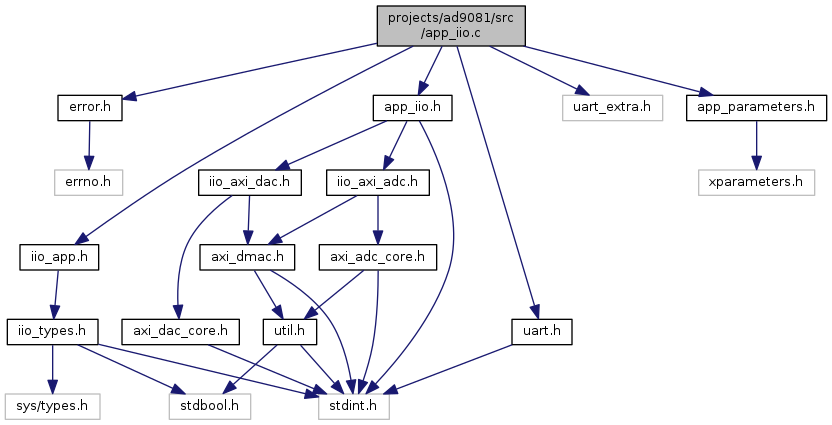 projects/ad9081/src
/app_iio.c
error.h
app_iio.h
uart_extra.h
app_parameters.h
errno.h
iio_axi_dac.h
iio_axi_adc.h
xparameters.h
iio_app.h
axi_dmac.h
axi_adc_core.h
iio_types.h
axi_dac_core.h
util.h
uart.h
sys/types.h
stdbool.h
stdint.h